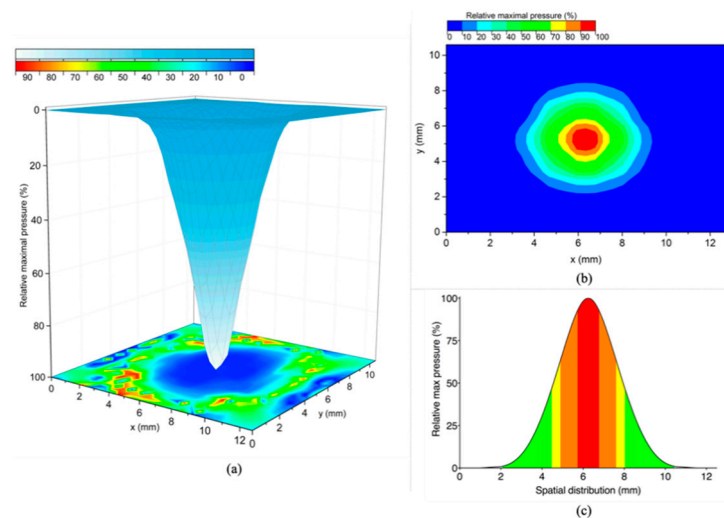 90 80 70 60 50 40 30 20 10 0
Relative maximal pressure (%)
0
20
40
60
80
100
0 2 4 6 8 10 12
x (mm)
0 2 4 6 8 10
y (mm)
(a)
Relative maximal pressure (%)
0 10 20 30 40 50 60 70 80 90 100
y (mm)
10
8
6
4
2
0
0 2 4 6 8 10 12
x (mm)
(b)
Relative max pressure (%)
100
75
50
25
0
0 2 4 6 8 10 12
Spatial distribution (mm)
(c)